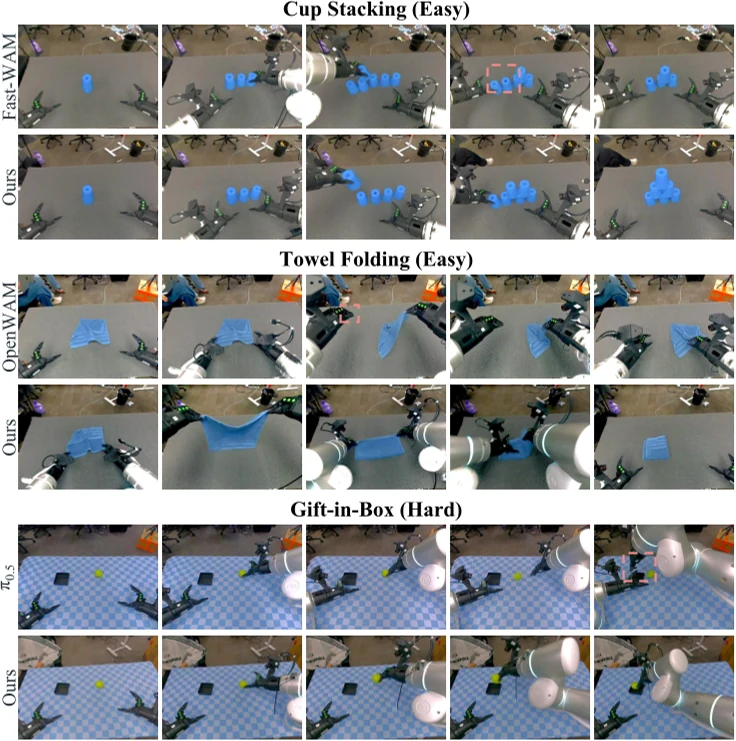 Cup Stacking (Easy)
Fast-WAM
Ours
Towel Folding (Easy)
OpenWAM
Ours
Gift-in-Box (Hard)
π0.5
Ours